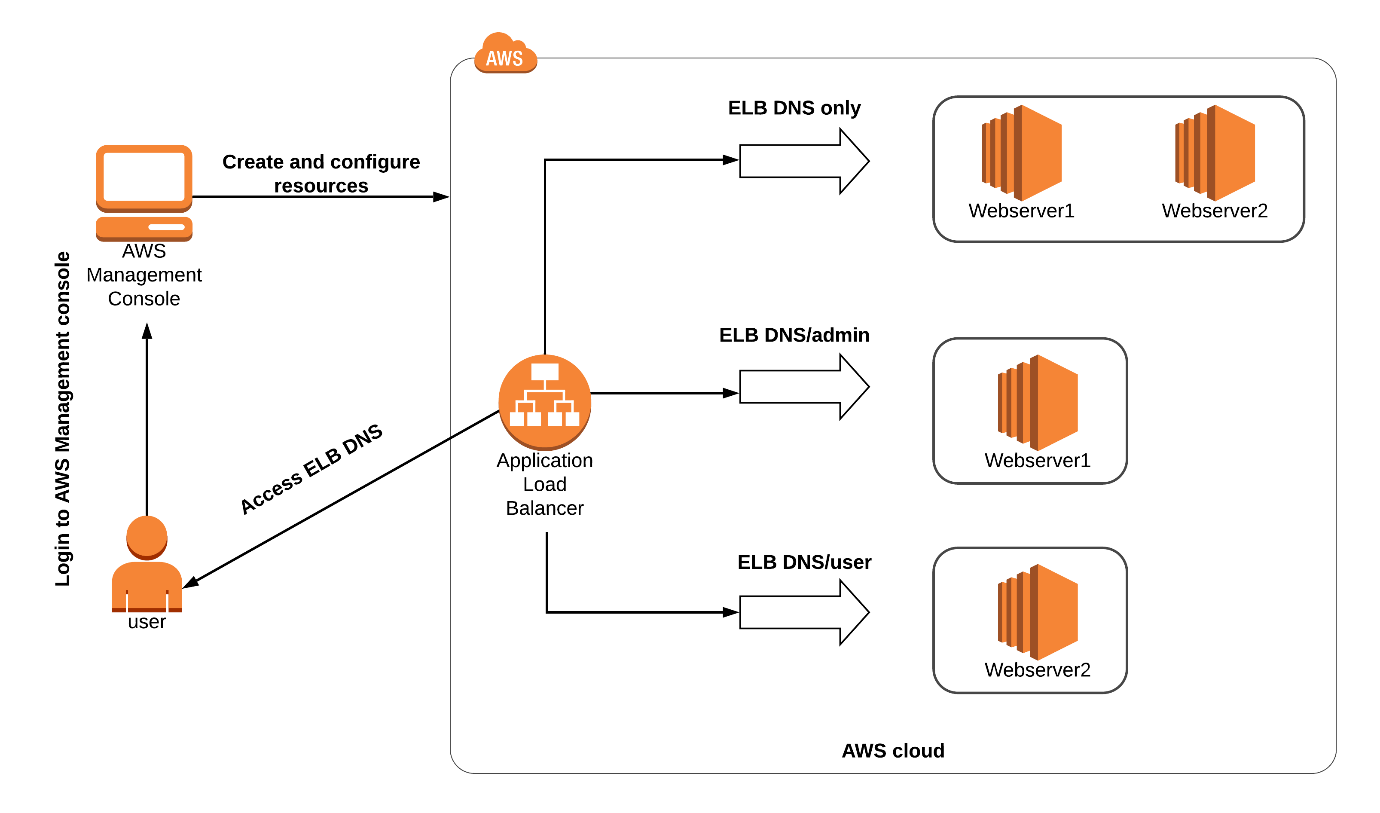 AWS
ELB DNS only
Create and configure
resources
Webserver1
Webserver2
AWS
Management
Console
Login to AWS Management console
ELB DNS/admin
Access ELB DNS
Application
Load
Balancer
Webserver1
ELB DNS/user
user
Webserver2
AWS cloud